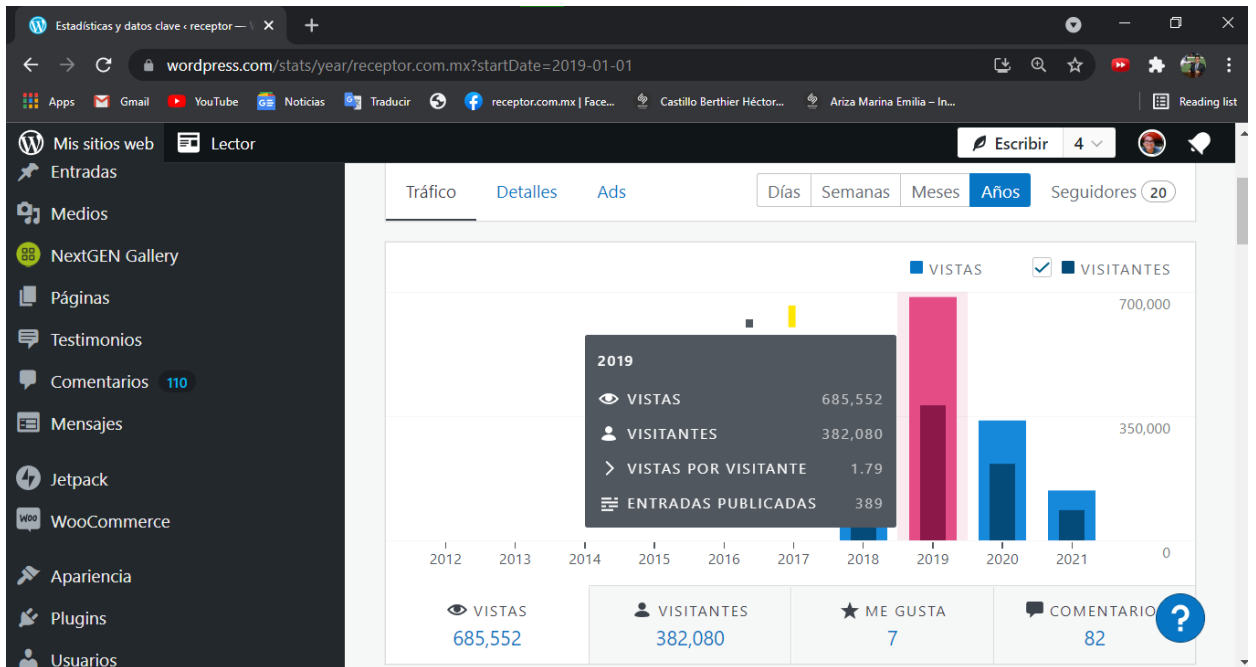 Estadísticas y datos clave ‹ receptor —
wordpress.com/stats/year/receptor.com.mx?startDate=2019-01-01
Apps Gmail YouTube Noticias Traducir receptor.com.mx | Face... Castillo Berthier Héctor... Ariza Marina Emilia – In... Reading list
Mis sitios web Lector Escribir 4
Entradas
Medios
NextGEN Gallery
Páginas
Testimonios
Comentarios 110
Mensajes
Jetpack
WooCommerce
Apariencia
Plugins
Usuarios
Tráfico Detalles Ads Días Semanas Meses Años Seguidores 20
VISTAS VISITANTES
700,000
350,000
0
2019
VISTAS 685,552
VISITANTES 382,080
VISTAS POR VISITANTE 1.79
ENTRADAS PUBLICADAS 389
2012 2013 2014 2015 2016 2017 2018 2019 2020 2021
VISTAS VISITANTES ME GUSTA COMENTARIO
685,552 382,080 7 82
?